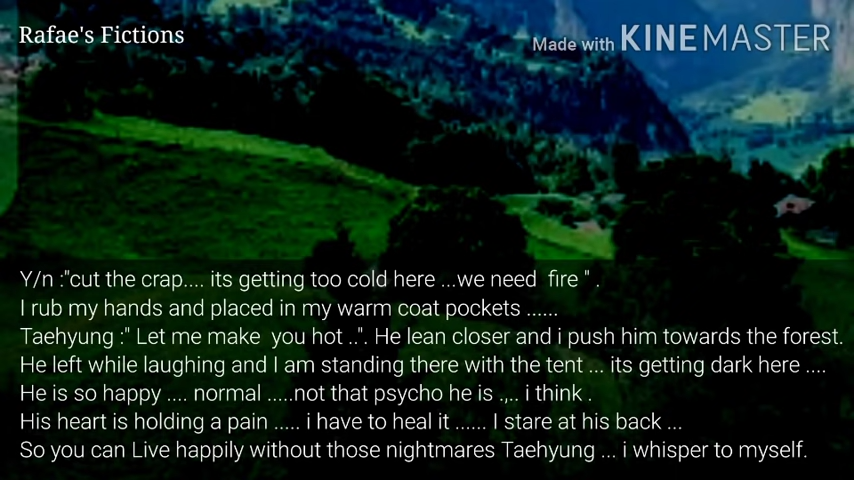 Rafae's Fictions
Made with KINEMASTER
Y/n :"cut the crap.... its getting too cold here ...we need fire " .
I rub my hands and placed in my warm coat pockets ......
Taehyung :" Let me make you hot ..". He lean closer and i push him towards the forest.
He left while laughing and I am standing there with the tent ... its getting dark here ....
He is so happy .... normal .....not that psycho he is .,.. i think .
His heart is holding a pain ..... i have to heal it ...... I stare at his back ...
So you can Live happily without those nightmares Taehyung ... i whisper to myself.